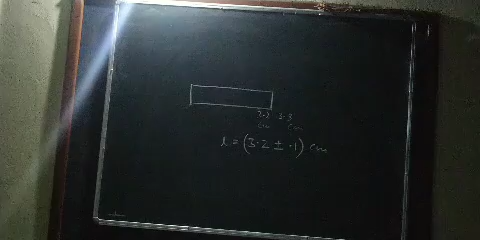 3.2 3.3
cm cm
l = (3.2 ± .1) cm